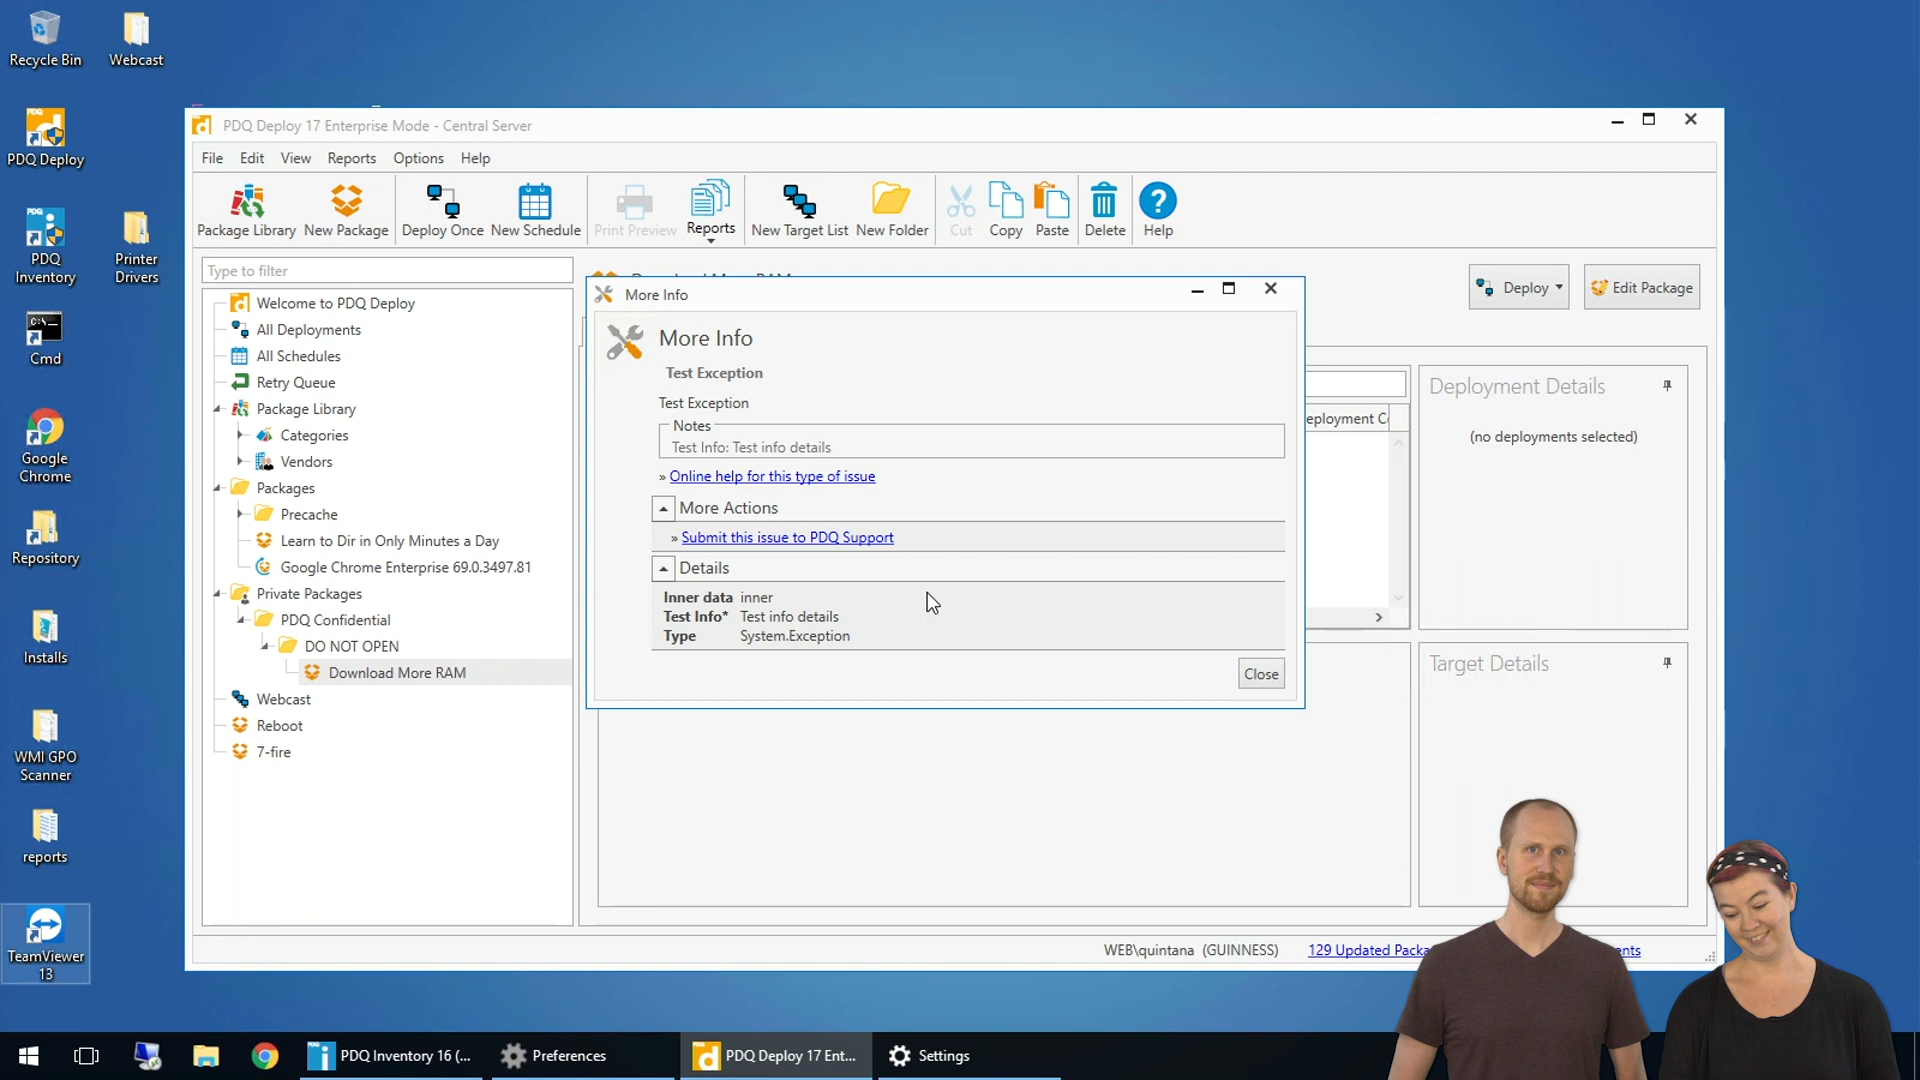 Recycle Bin
Webcast
PDQ Deploy
PDQ
Inventory
Printer
Drivers
Cmd
Google
Chrome
Repository
Installs
WMI GPO
Scanner
reports
TeamViewer
13
PDQ Deploy 17 Enterprise Mode - Central Server
File Edit View Reports Options Help
Package Library New Package Deploy Once New Schedule Print Preview Reports New Target List New Folder Cut Copy Paste Delete Help
Type to filter
Welcome to PDQ Deploy
All Deployments
All Schedules
Retry Queue
Package Library
Categories
Vendors
Packages
Precache
Learn to Dir in Only Minutes a Day
Google Chrome Enterprise 69.0.3497.81
Private Packages
PDQ Confidential
DO NOT OPEN
Download More RAM
Webcast
Reboot
7-fire
Deploy
Edit Package
More Info
More Info
Test Exception
Test Exception
Notes
Test Info: Test info details
» Online help for this type of issue
More Actions
» Submit this issue to PDQ Support
Details
Inner data inner
Test Info* Test info details
Type System.Exception
Close
Deployment Details
(no deployments selected)
Target Details
WEB\quintana (GUINNESS)
129 Updated
PDQ Inventory 16 (...
Preferences
PDQ Deploy 17 Ent...
Settings